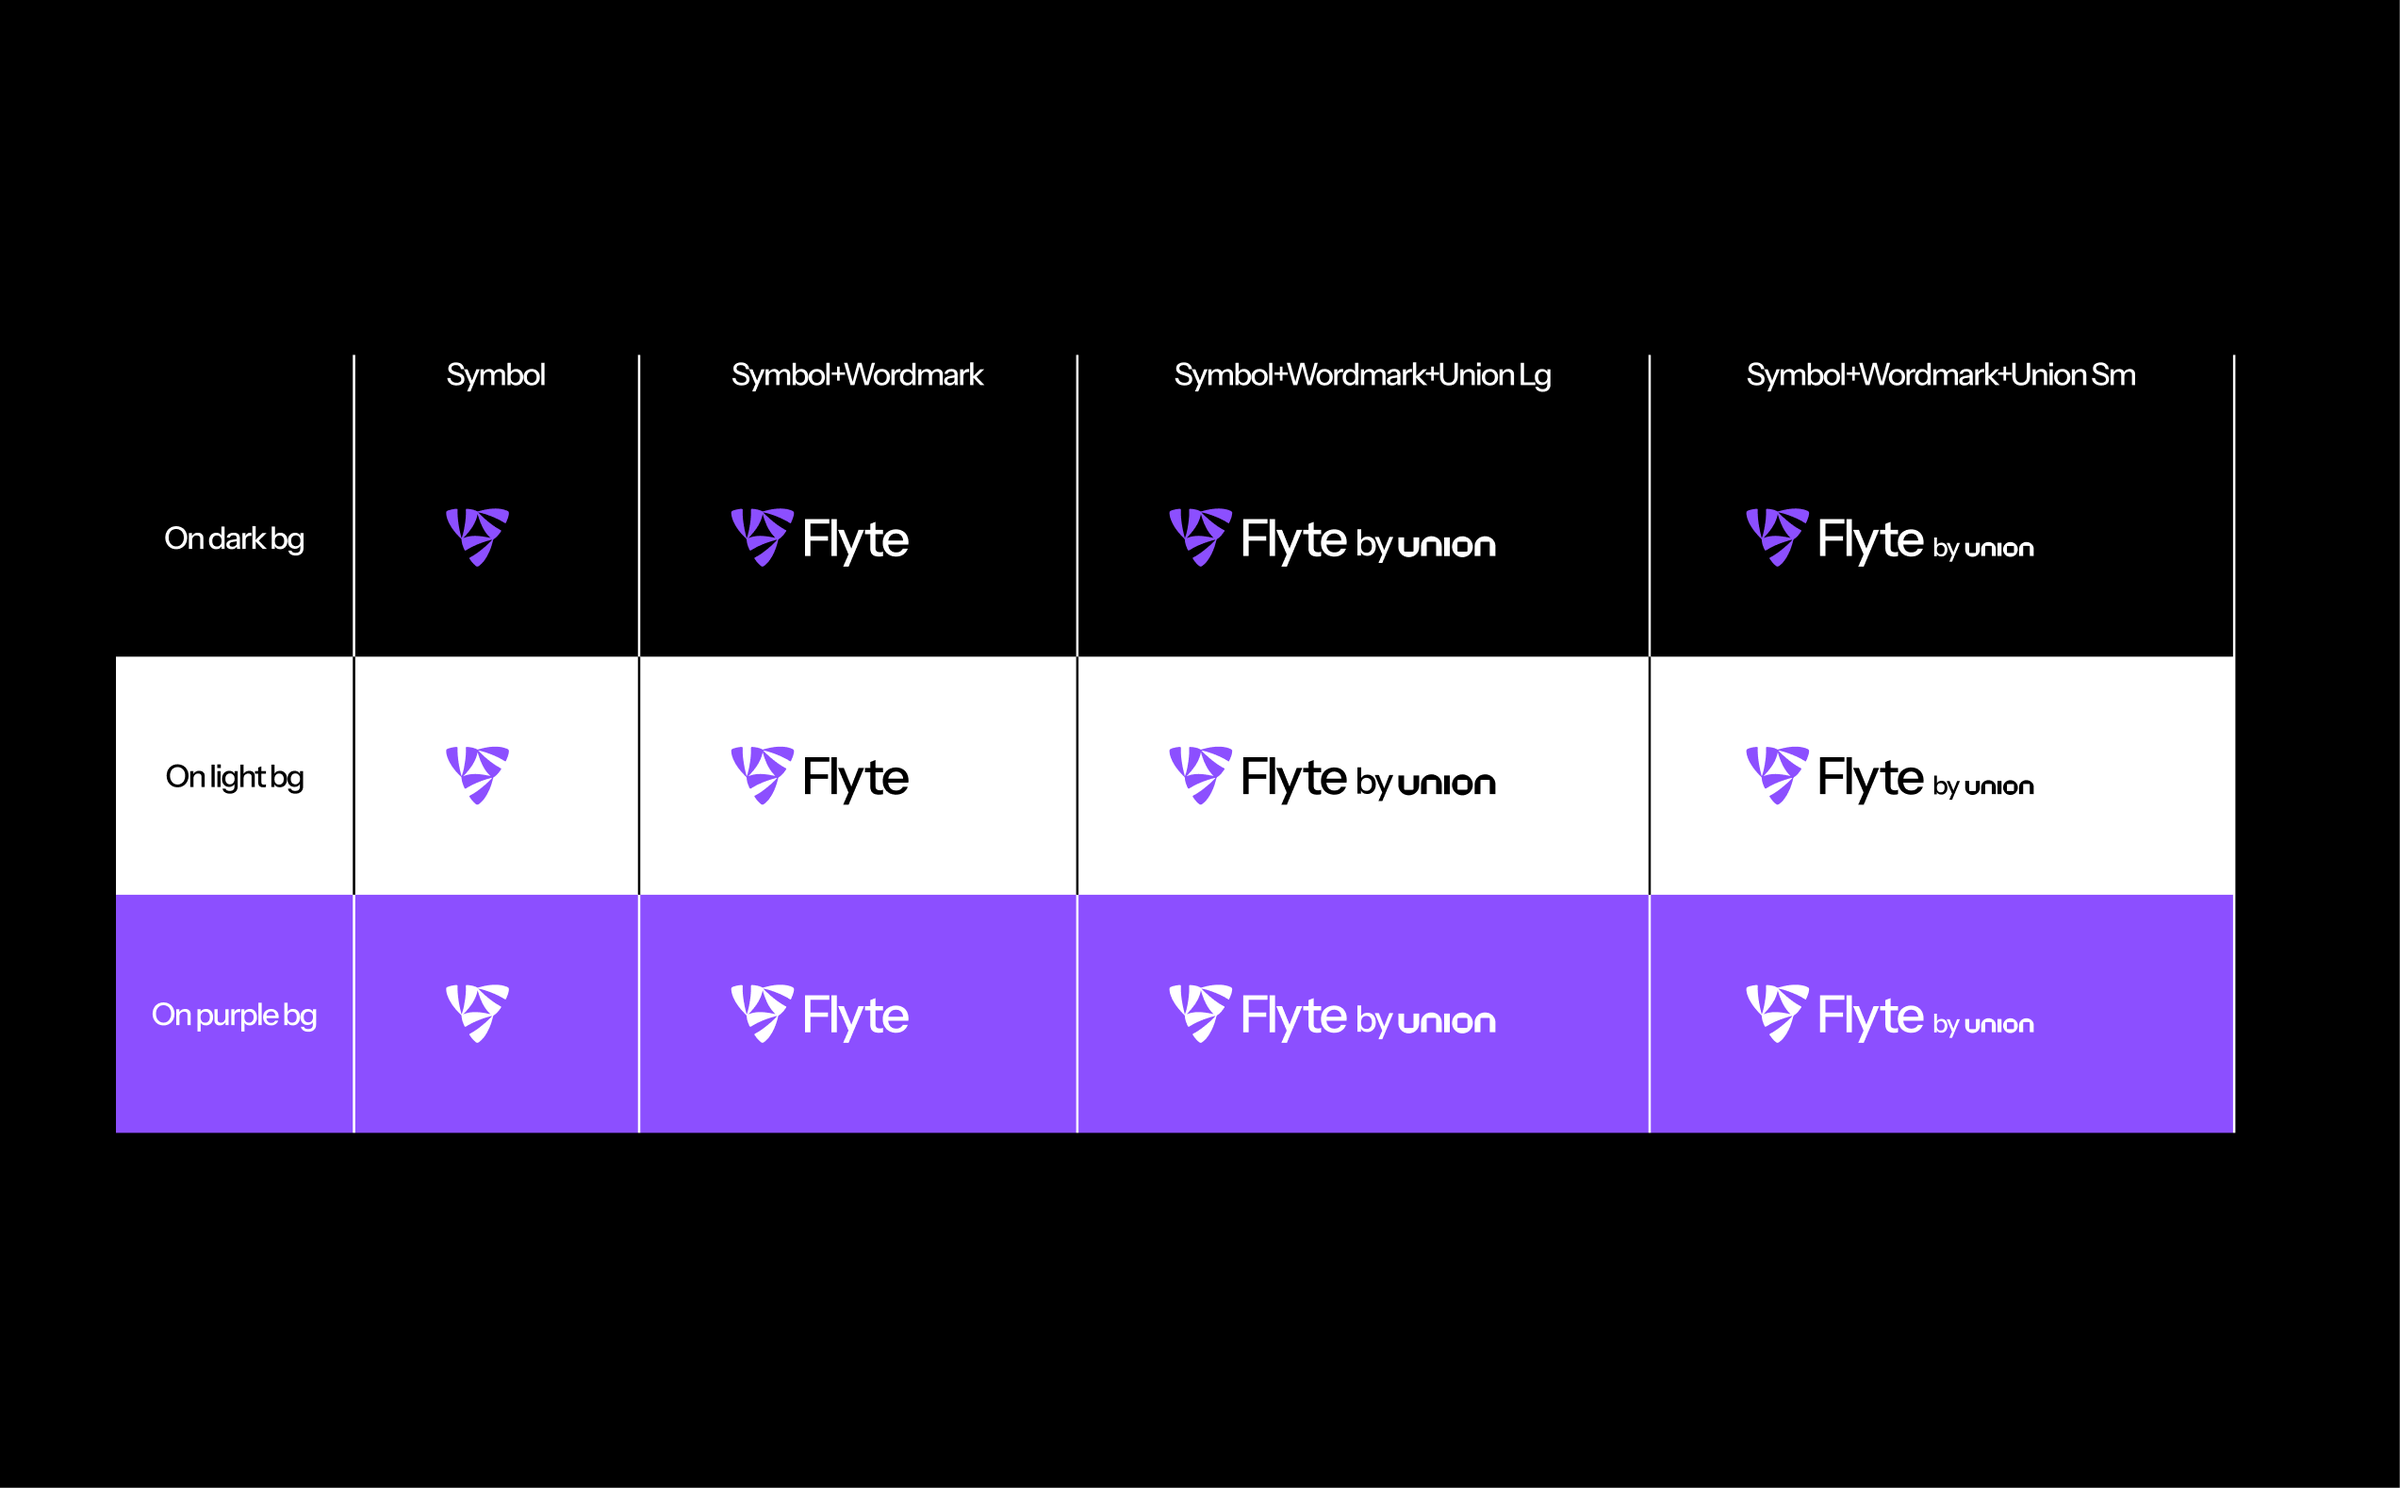 Symbol Symbol+Wordmark Symbol+Wordmark+Union Lg Symbol+Wordmark+Union Sm
On dark bg Flyte Flyte by union Flyte by union
On light bg Flyte Flyte by union Flyte by union
On purple bg Flyte Flyte by union Flyte by union